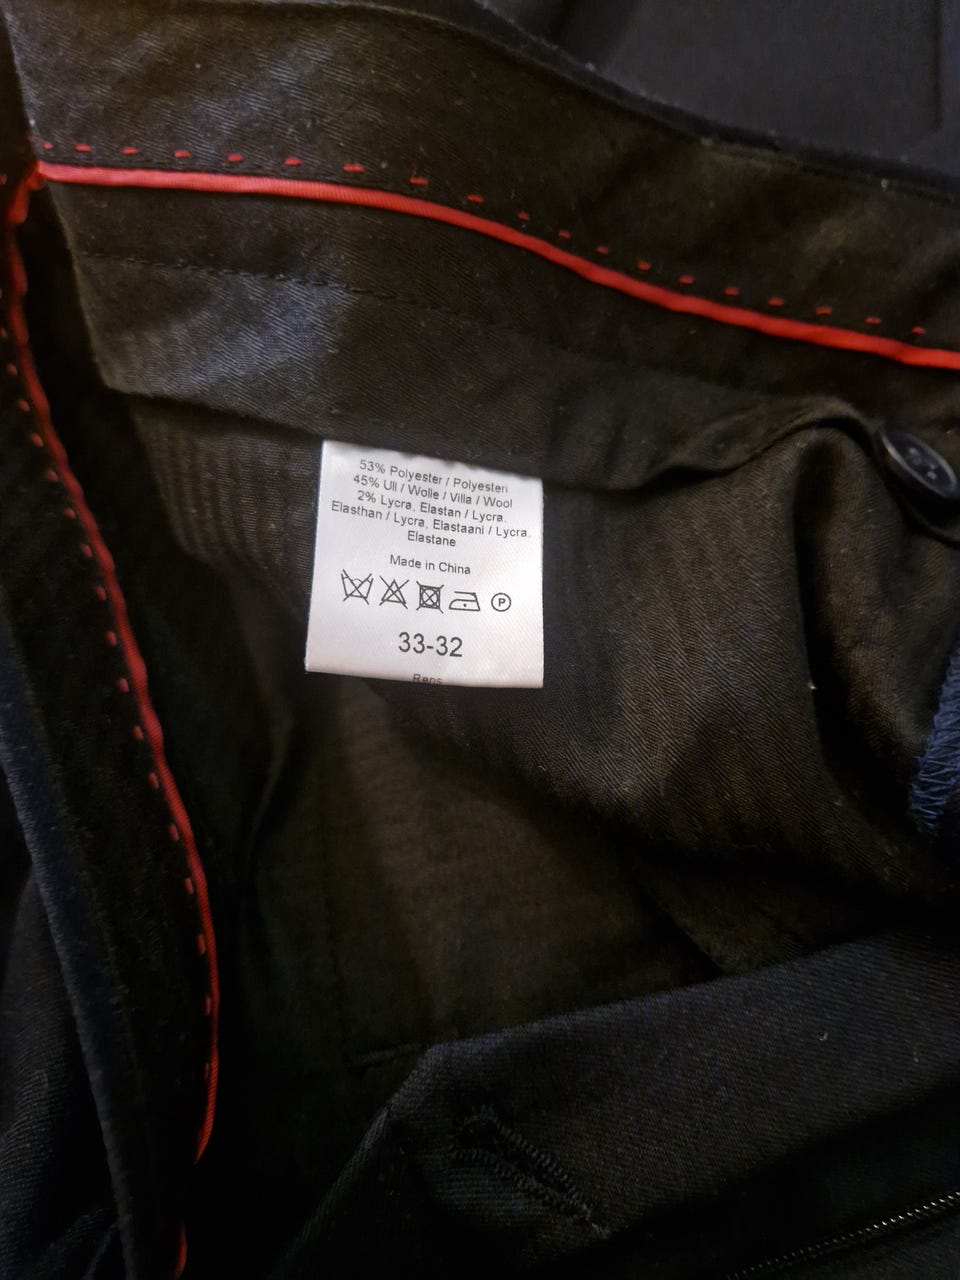 53% Polyester / Polyesteri
45% Ull / Wolle / Villa / Wool
2% Lycra, Elastan / Lycra,
Elasthan / Lycra, Elastaani / Lycra,
Elastane
Made in China
P
33-32
Rens